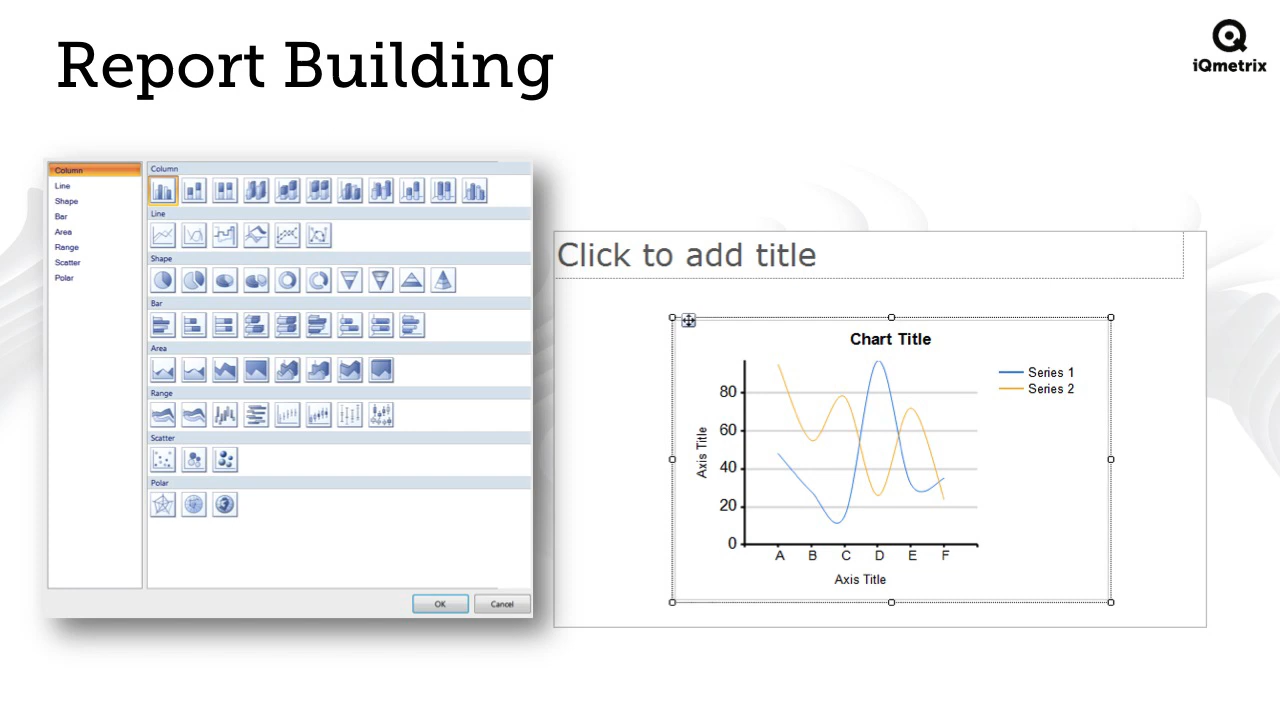 Report Building
iQmetrix
Column
Line
Shape
Bar
Area
Range
Scatter
Polar
Column
Line
Shape
Bar
Area
Range
Scatter
Polar
OK
Cancel
Click to add title
Chart Title
Series 1
Series 2
Axis Title
80
60
40
20
0
A B C D E F
Axis Title